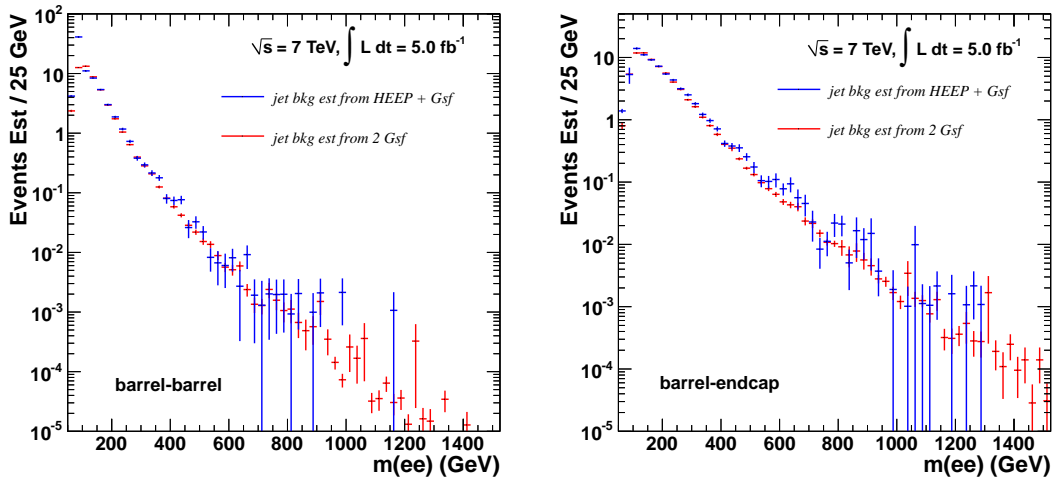 Events Est / 25 GeV
10²
10
1
10⁻¹
10⁻²
10⁻³
10⁻⁴
10⁻⁵
√s = 7 TeV, ∫ L dt = 5.0 fb⁻¹
jet bkg est from HEEP + Gsf
jet bkg est from 2 Gsf
barrel-barrel
200 400 600 800 1000 1200 1400
m(ee) (GeV)
Events Est / 25 GeV
10
1
10⁻¹
10⁻²
10⁻³
10⁻⁴
10⁻⁵
√s = 7 TeV, ∫ L dt = 5.0 fb⁻¹
jet bkg est from HEEP + Gsf
jet bkg est from 2 Gsf
barrel-endcap
200 400 600 800 1000 1200 1400
m(ee) (GeV)